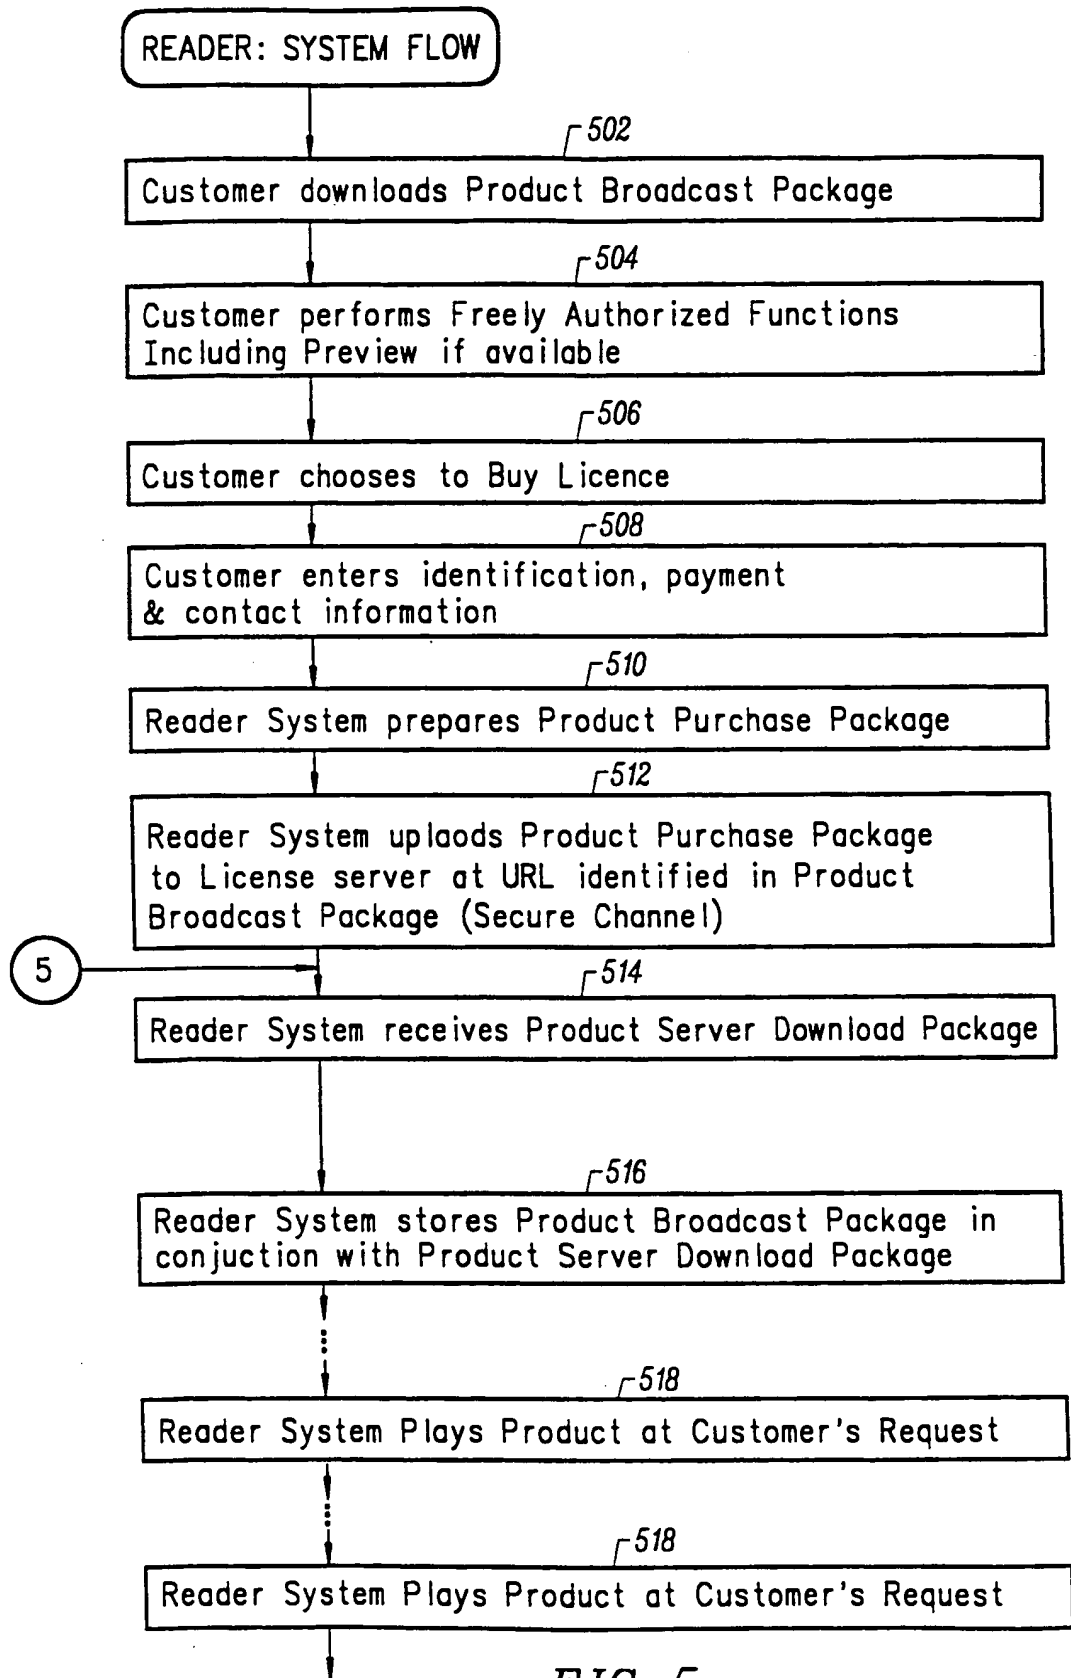 READER: SYSTEM FLOW
502
Customer downloads Product Broadcast Package
504
Customer performs Freely Authorized Functions
Including Preview if available
506
Customer chooses to Buy Licence
508
Customer enters identification, payment
& contact information
510
Reader System prepares Product Purchase Package
512
Reader System uplaods Product Purchase Package
to License server at URL identified in Product
Broadcast Package (Secure Channel)
5
514
Reader System receives Product Server Download Package
516
Reader System stores Product Broadcast Package in
conjuction with Product Server Download Package
518
Reader System Plays Product at Customer's Request
518
Reader System Plays Product at Customer's Request
FIG. 5